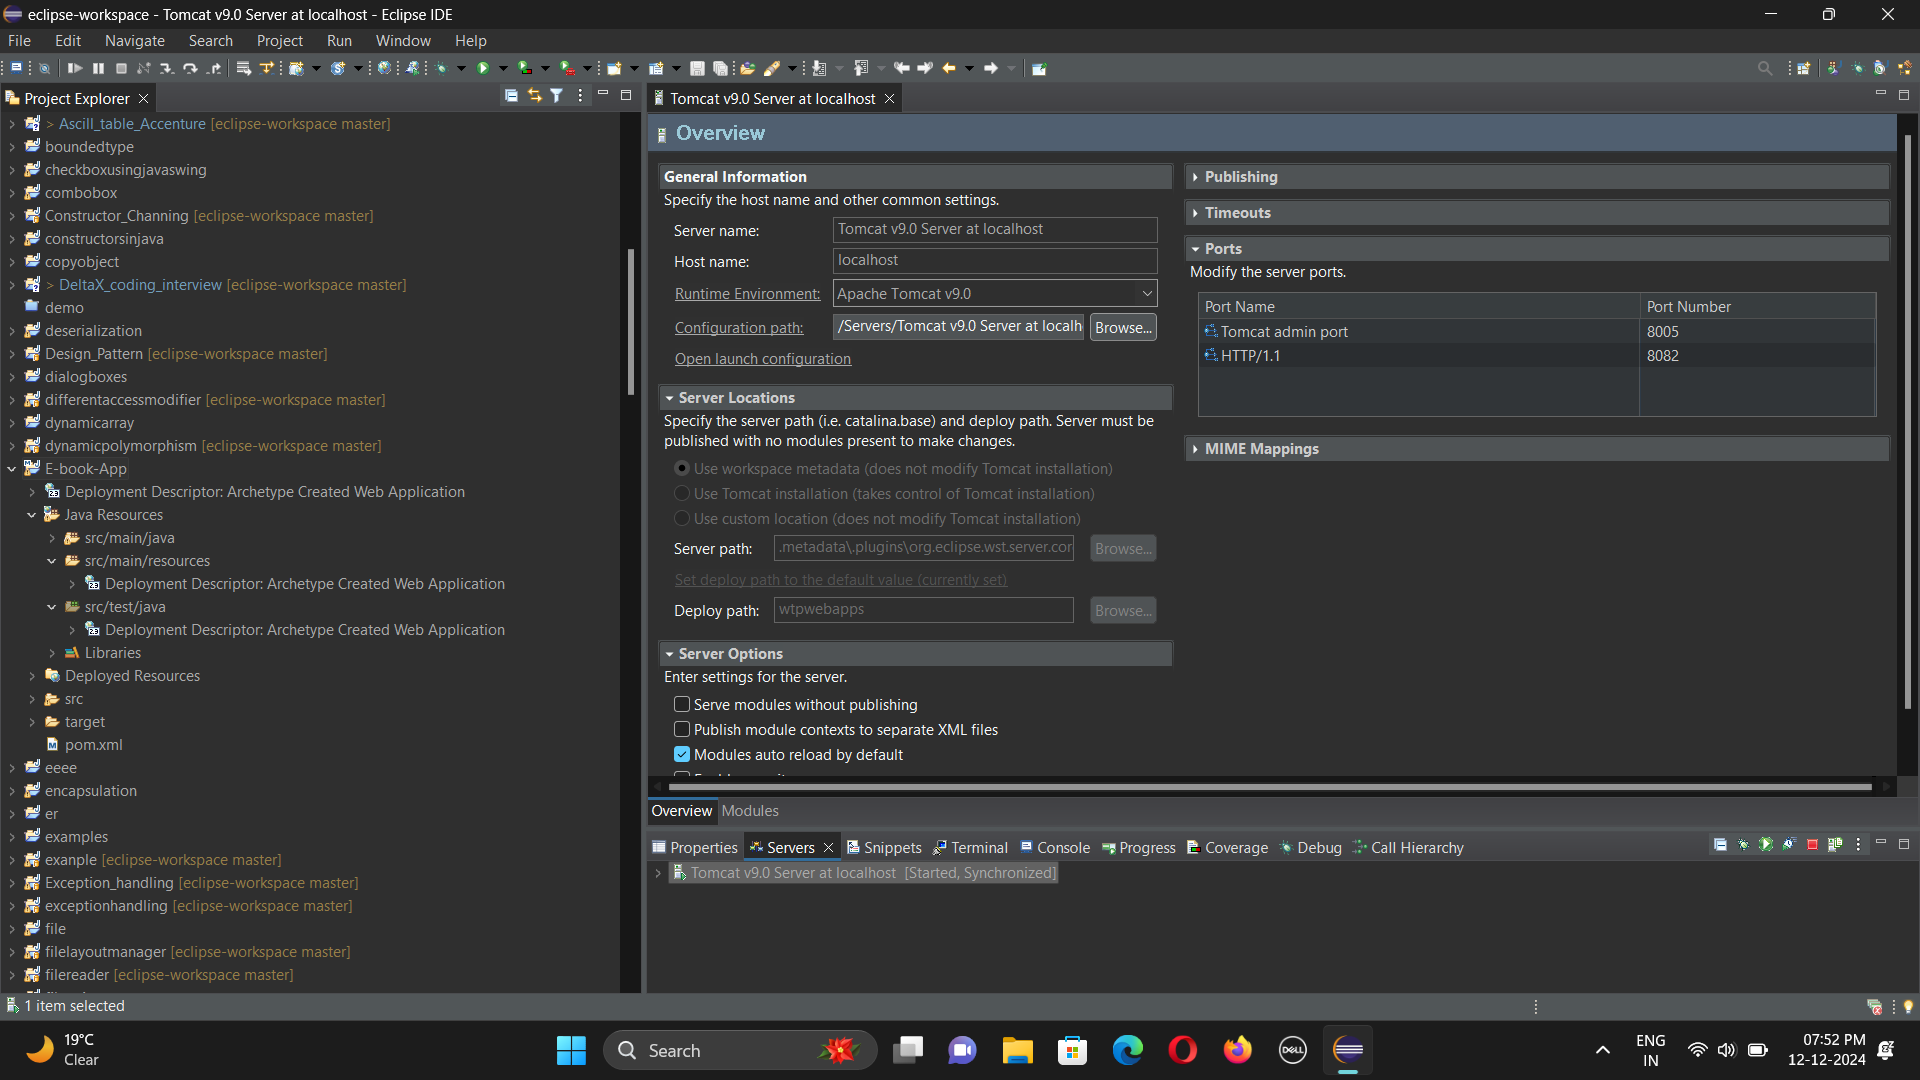 eclipse-workspace - Tomcat v9.0 Server at localhost - Eclipse IDE
File Edit Navigate Search Project Run Window Help
Project Explorer
> Ascill_table_Accenture [eclipse-workspace master]
boundedtype
checkboxusingjavaswing
combobox
Constructor_Channing [eclipse-workspace master]
constructorsinjava
copyobject
> DeltaX_coding_interview [eclipse-workspace master]
demo
deserialization
Design_Pattern [eclipse-workspace master]
dialogboxes
differentaccessmodifier [eclipse-workspace master]
dynamicarray
dynamicpolymorphism [eclipse-workspace master]
E-book-App
Deployment Descriptor: Archetype Created Web Application
Java Resources
src/main/java
src/main/resources
Deployment Descriptor: Archetype Created Web Application
src/test/java
Deployment Descriptor: Archetype Created Web Application
Libraries
Deployed Resources
src
target
pom.xml
eeee
encapsulation
er
examples
exanple [eclipse-workspace master]
Exception_handling [eclipse-workspace master]
exceptionhandling [eclipse-workspace master]
file
filelayoutmanager [eclipse-workspace master]
filereader [eclipse-workspace master]
Tomcat v9.0 Server at localhost
Overview
General Information
Specify the host name and other common settings.
Server name: Tomcat v9.0 Server at localhost
Host name: localhost
Runtime Environment: Apache Tomcat v9.0
Configuration path: /Servers/Tomcat v9.0 Server at localh Browse...
Open launch configuration
Server Locations
Specify the server path (i.e. catalina.base) and deploy path. Server must be
published with no modules present to make changes.
Use workspace metadata (does not modify Tomcat installation)
Use Tomcat installation (takes control of Tomcat installation)
Use custom location (does not modify Tomcat installation)
Server path: .metadata\.plugins\org.eclipse.wst.server.cor Browse...
Set deploy path to the default value (currently set)
Deploy path: wtpwebapps Browse...
Server Options
Enter settings for the server.
Serve modules without publishing
Publish module contexts to separate XML files
Modules auto reload by default
Publishing
Timeouts
Ports
Modify the server ports.
Port Name Port Number
Tomcat admin port 8005
HTTP/1.1 8082
MIME Mappings
Overview Modules
Properties Servers Snippets Terminal Console Progress Coverage Debug Call Hierarchy
Tomcat v9.0 Server at localhost [Started, Synchronized]
1 item selected
19°C
Clear
Search
DELL
ENG
IN
07:52 PM
12-12-2024